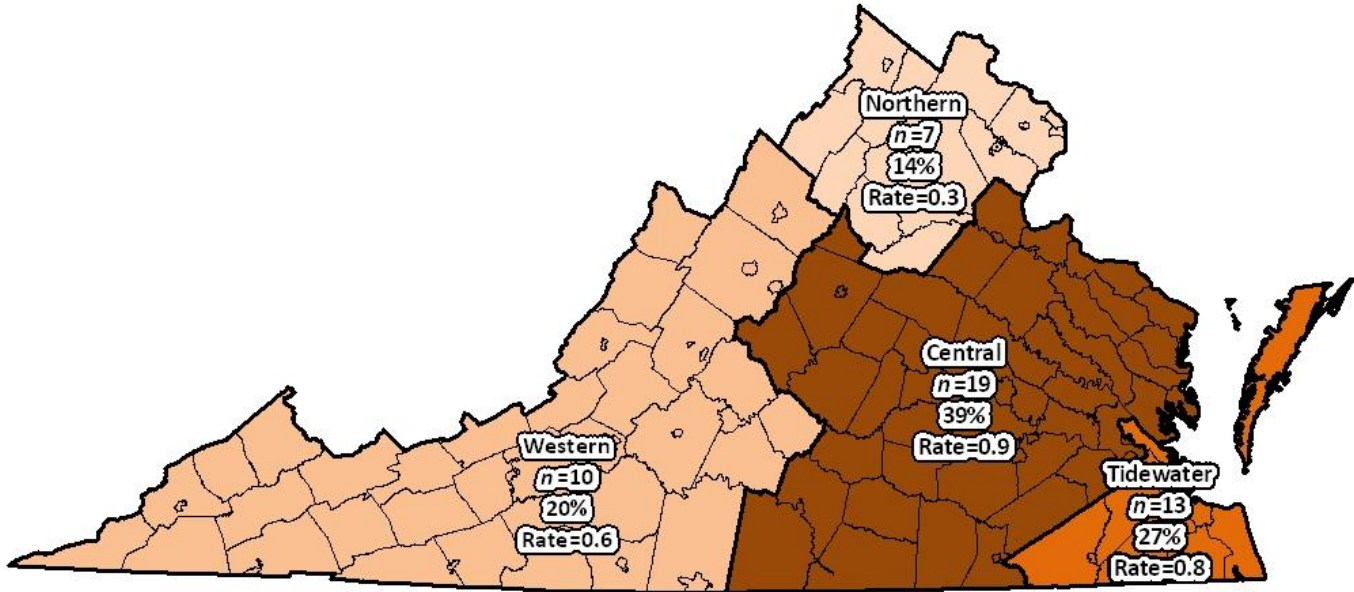 Northern
n=7
14%
Rate=0.3
Central
n=19
39%
Rate=0.9
Western
n=10
20%
Rate=0.6
Tidewater
n=13
27%
Rate=0.8